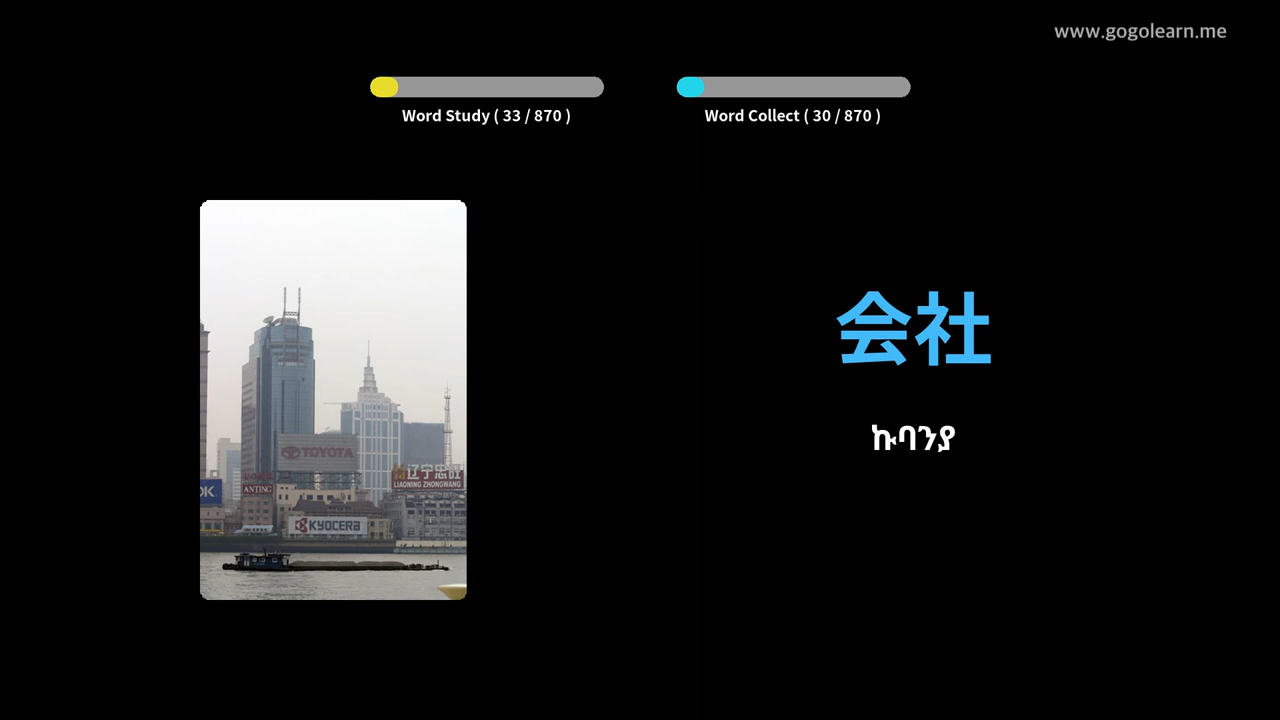 www.gogolearn.me
Word Study ( 33 / 870 )
Word Collect ( 30 / 870 )
会社
ኩባንያ
TOYOTA
辽宁忠旺
LIAONING ZHONGWANG
ANTING
OK
KYOCERA